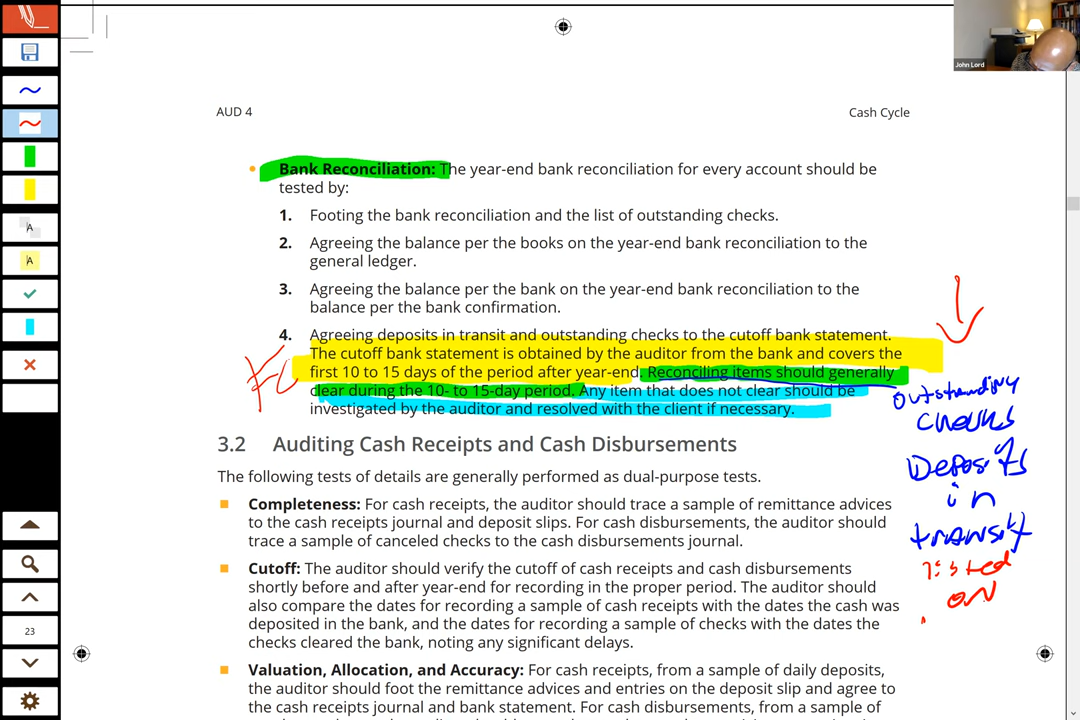 John Lord
AUD 4
Cash Cycle
Bank Reconciliation: The year-end bank reconciliation for every account should be
tested by:
1. Footing the bank reconciliation and the list of outstanding checks.
2. Agreeing the balance per the books on the year-end bank reconciliation to the
general ledger.
3. Agreeing the balance per the bank on the year-end bank reconciliation to the
balance per the bank confirmation.
4. Agreeing deposits in transit and outstanding checks to the cutoff bank statement.
The cutoff bank statement is obtained by the auditor from the bank and covers the
first 10 to 15 days of the period after year-end. Reconciling items should generally
clear during the 10- to 15-day period. Any item that does not clear should be
investigated by the auditor and resolved with the client if necessary.
outstanding
checks
Deposits
in
transit
listed
on
3.2 Auditing Cash Receipts and Cash Disbursements
The following tests of details are generally performed as dual-purpose tests.
Completeness: For cash receipts, the auditor should trace a sample of remittance advices
to the cash receipts journal and deposit slips. For cash disbursements, the auditor should
trace a sample of canceled checks to the cash disbursements journal.
Cutoff: The auditor should verify the cutoff of cash receipts and cash disbursements
shortly before and after year-end for recording in the proper period. The auditor should
also compare the dates for recording a sample of cash receipts with the dates the cash was
deposited in the bank, and the dates for recording a sample of checks with the dates the
checks cleared the bank, noting any significant delays.
Valuation, Allocation, and Accuracy: For cash receipts, from a sample of daily deposits,
the auditor should foot the remittance advices and entries on the deposit slip and agree to
the cash receipts journal and bank statement. For cash disbursements, from a sample of
A
A
23